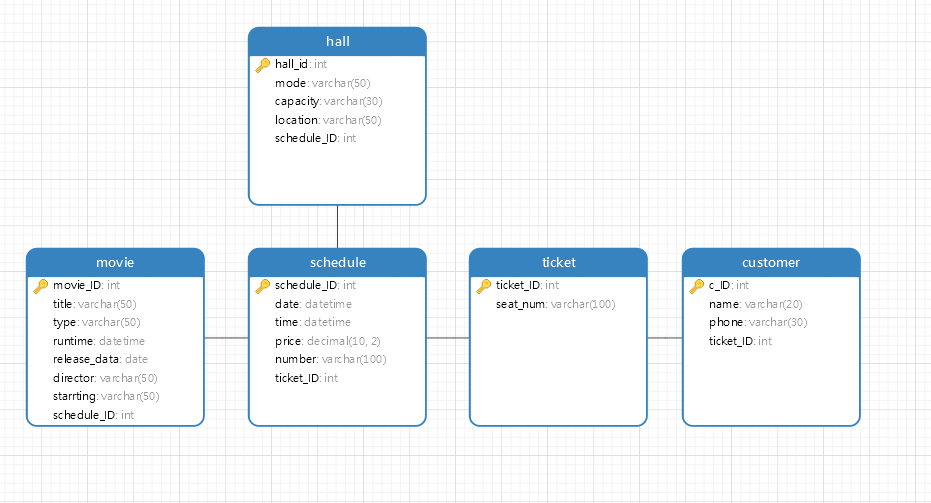 hall
hall_id: int
mode: varchar(50)
capacity: varchar(30)
location: varchar(50)
schedule_ID: int
movie
movie_ID: int
title: varchar(50)
type: varchar(50)
runtime: datetime
release_data: date
director: varchar(50)
starrting: varchar(50)
schedule_ID: int
schedule
schedule_ID: int
date: datetime
time: datetime
price: decimal(10, 2)
number: varchar(100)
ticket_ID: int
ticket
ticket_ID: int
seat_num: varchar(100)
customer
c_ID: int
name: varchar(20)
phone: varchar(30)
ticket_ID: int